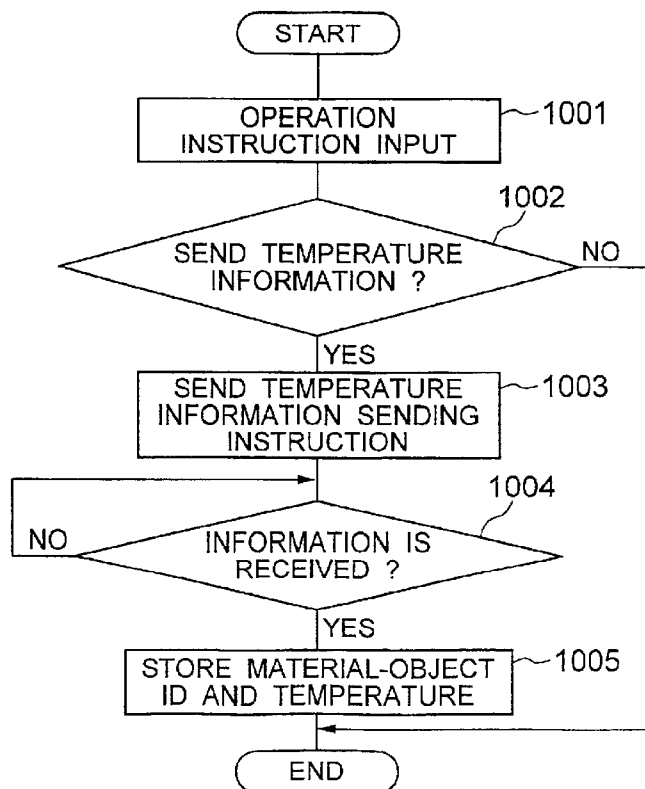 START
OPERATION
INSTRUCTION INPUT
1001
1002
SEND TEMPERATURE
INFORMATION ?
NO
YES
SEND TEMPERATURE
INFORMATION SENDING
INSTRUCTION
1003
1004
NO
INFORMATION IS
RECEIVED ?
YES
STORE MATERIAL-OBJECT
ID AND TEMPERATURE
1005
END